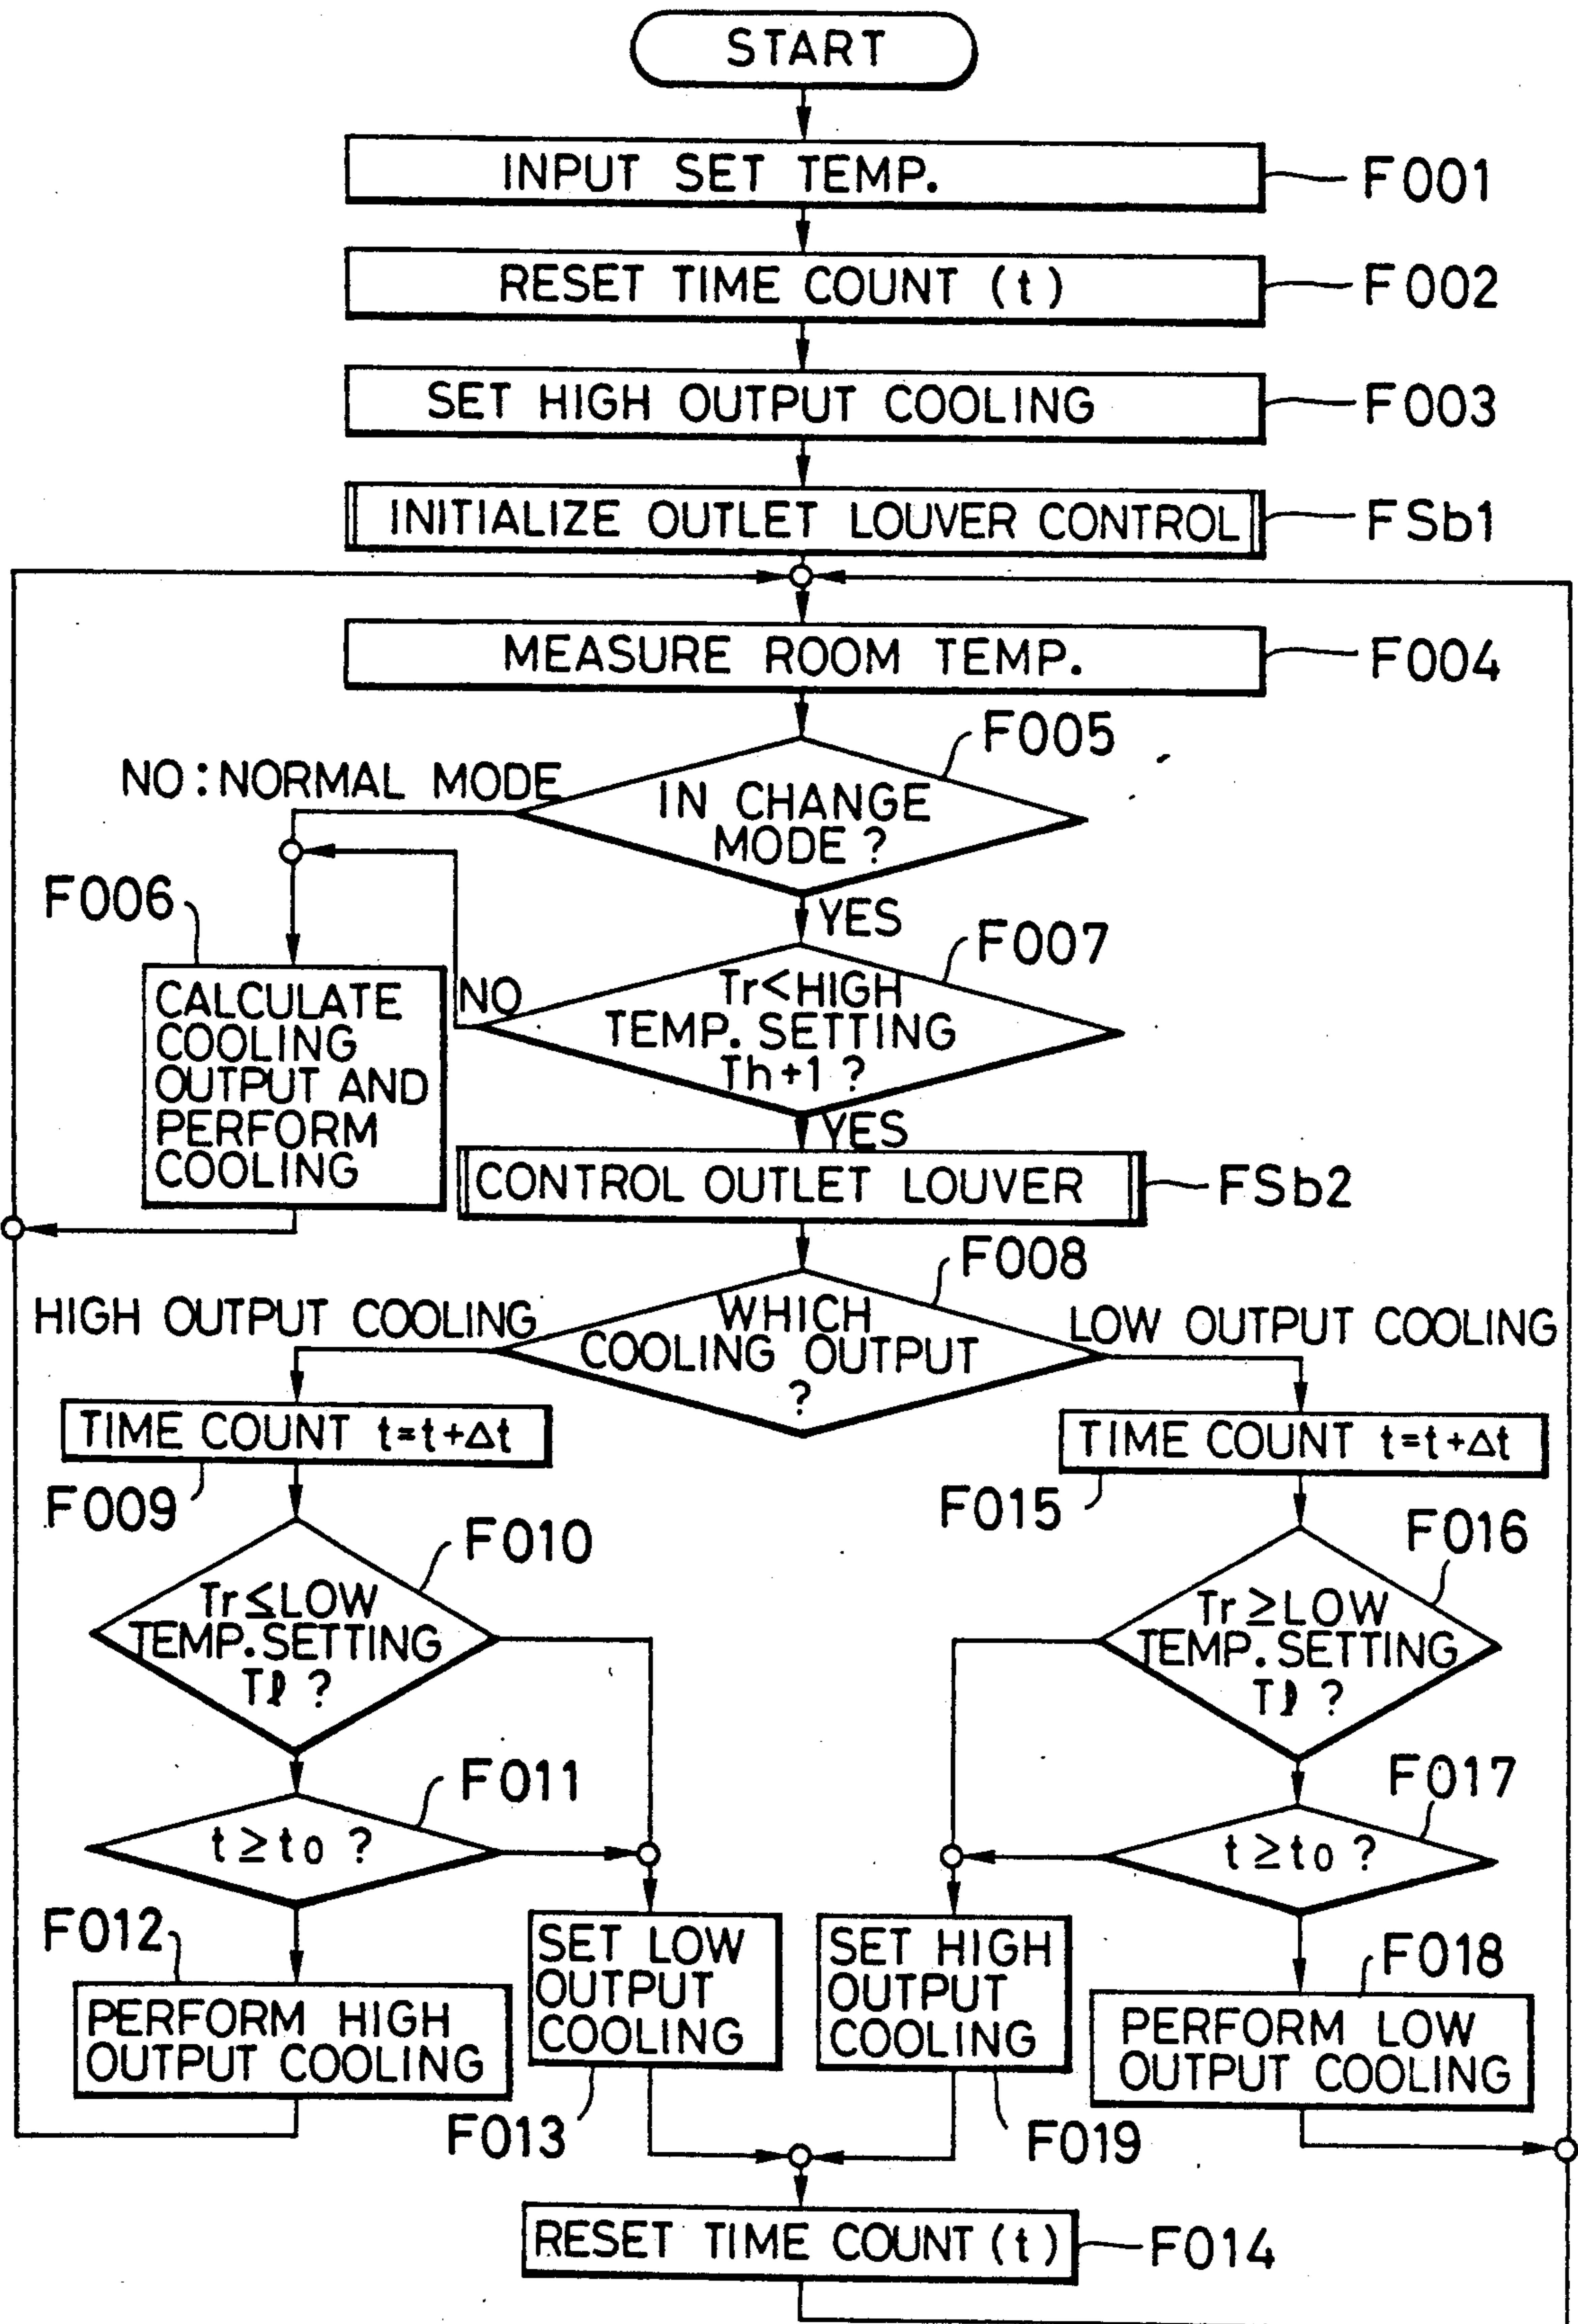 START
INPUT SET TEMP.
F001
RESET TIME COUNT (t)
F002
SET HIGH OUTPUT COOLING
F003
INITIALIZE OUTLET LOUVER CONTROL
FSb1
MEASURE ROOM TEMP.
F004
F005
NO:NORMAL MODE
IN CHANGE
MODE?
F006
YES
F007
CALCULATE
COOLING
OUTPUT AND
PERFORM
COOLING
NO
Tr<HIGH
TEMP. SETTING
Th+1 ?
YES
CONTROL OUTLET LOUVER
FSb2
F008
HIGH OUTPUT COOLING
WHICH
COOLING OUTPUT
?
LOW OUTPUT COOLING
TIME COUNT t=t+Δt
F009
TIME COUNT t=t+Δt
F015
F010
Tr≦LOW
TEMP.SETTING
Tℓ ?
F016
Tr≧LOW
TEMP. SETTING
Tℓ ?
F011
t≧to ?
F017
t≧to ?
F012
PERFORM HIGH
OUTPUT COOLING
SET LOW
OUTPUT
COOLING
F013
SET HIGH
OUTPUT
COOLING
F019
F018
PERFORM LOW
OUTPUT COOLING
RESET TIME COUNT (t)
F014